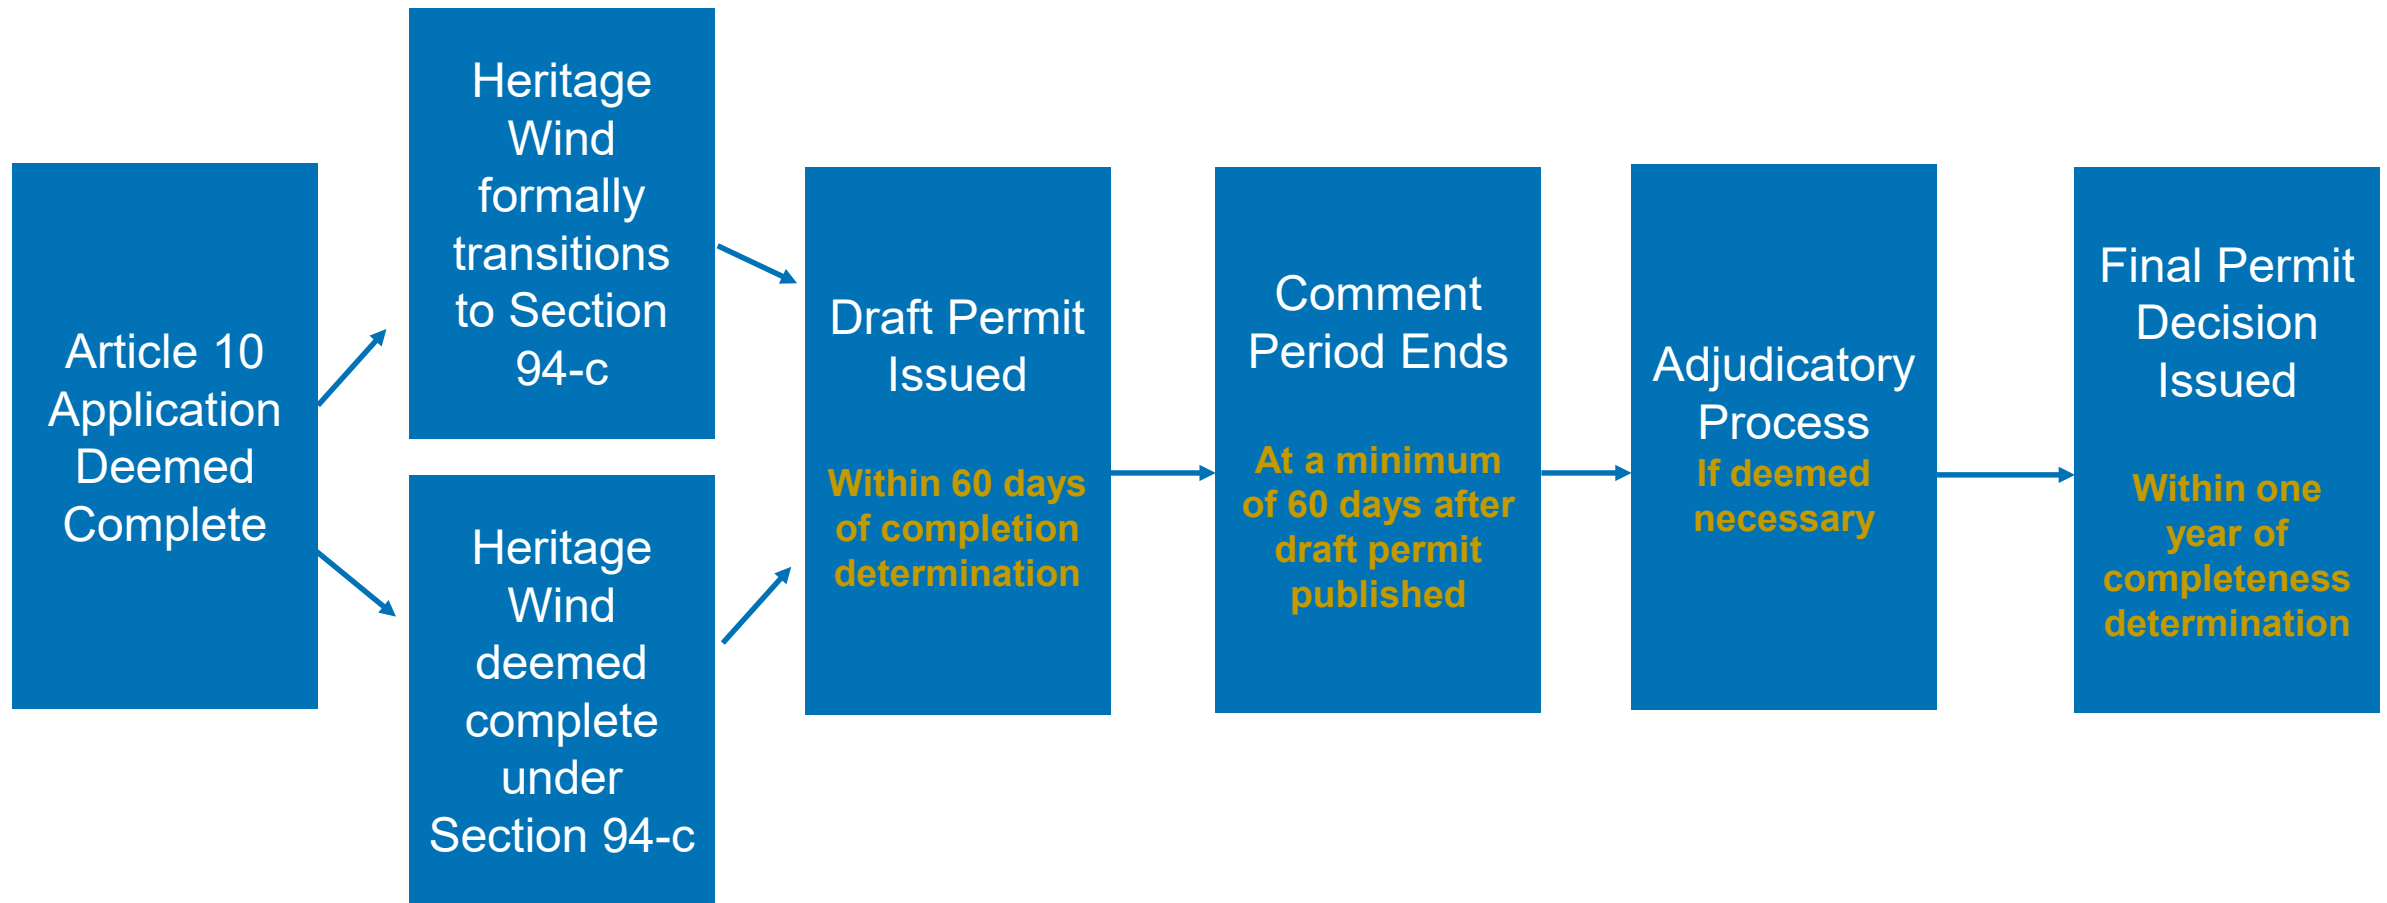 Article 10
Application
Deemed
Complete
Heritage
Wind
formally
transitions
to Section
94-c
Heritage
Wind
deemed
complete
under
Section 94-c
Draft Permit
Issued
Within 60 days
of completion
determination
Comment
Period Ends
At a minimum
of 60 days after
draft permit
published
Adjudicatory
Process
If deemed
necessary
Final Permit
Decision
Issued
Within one
year of
completeness
determination